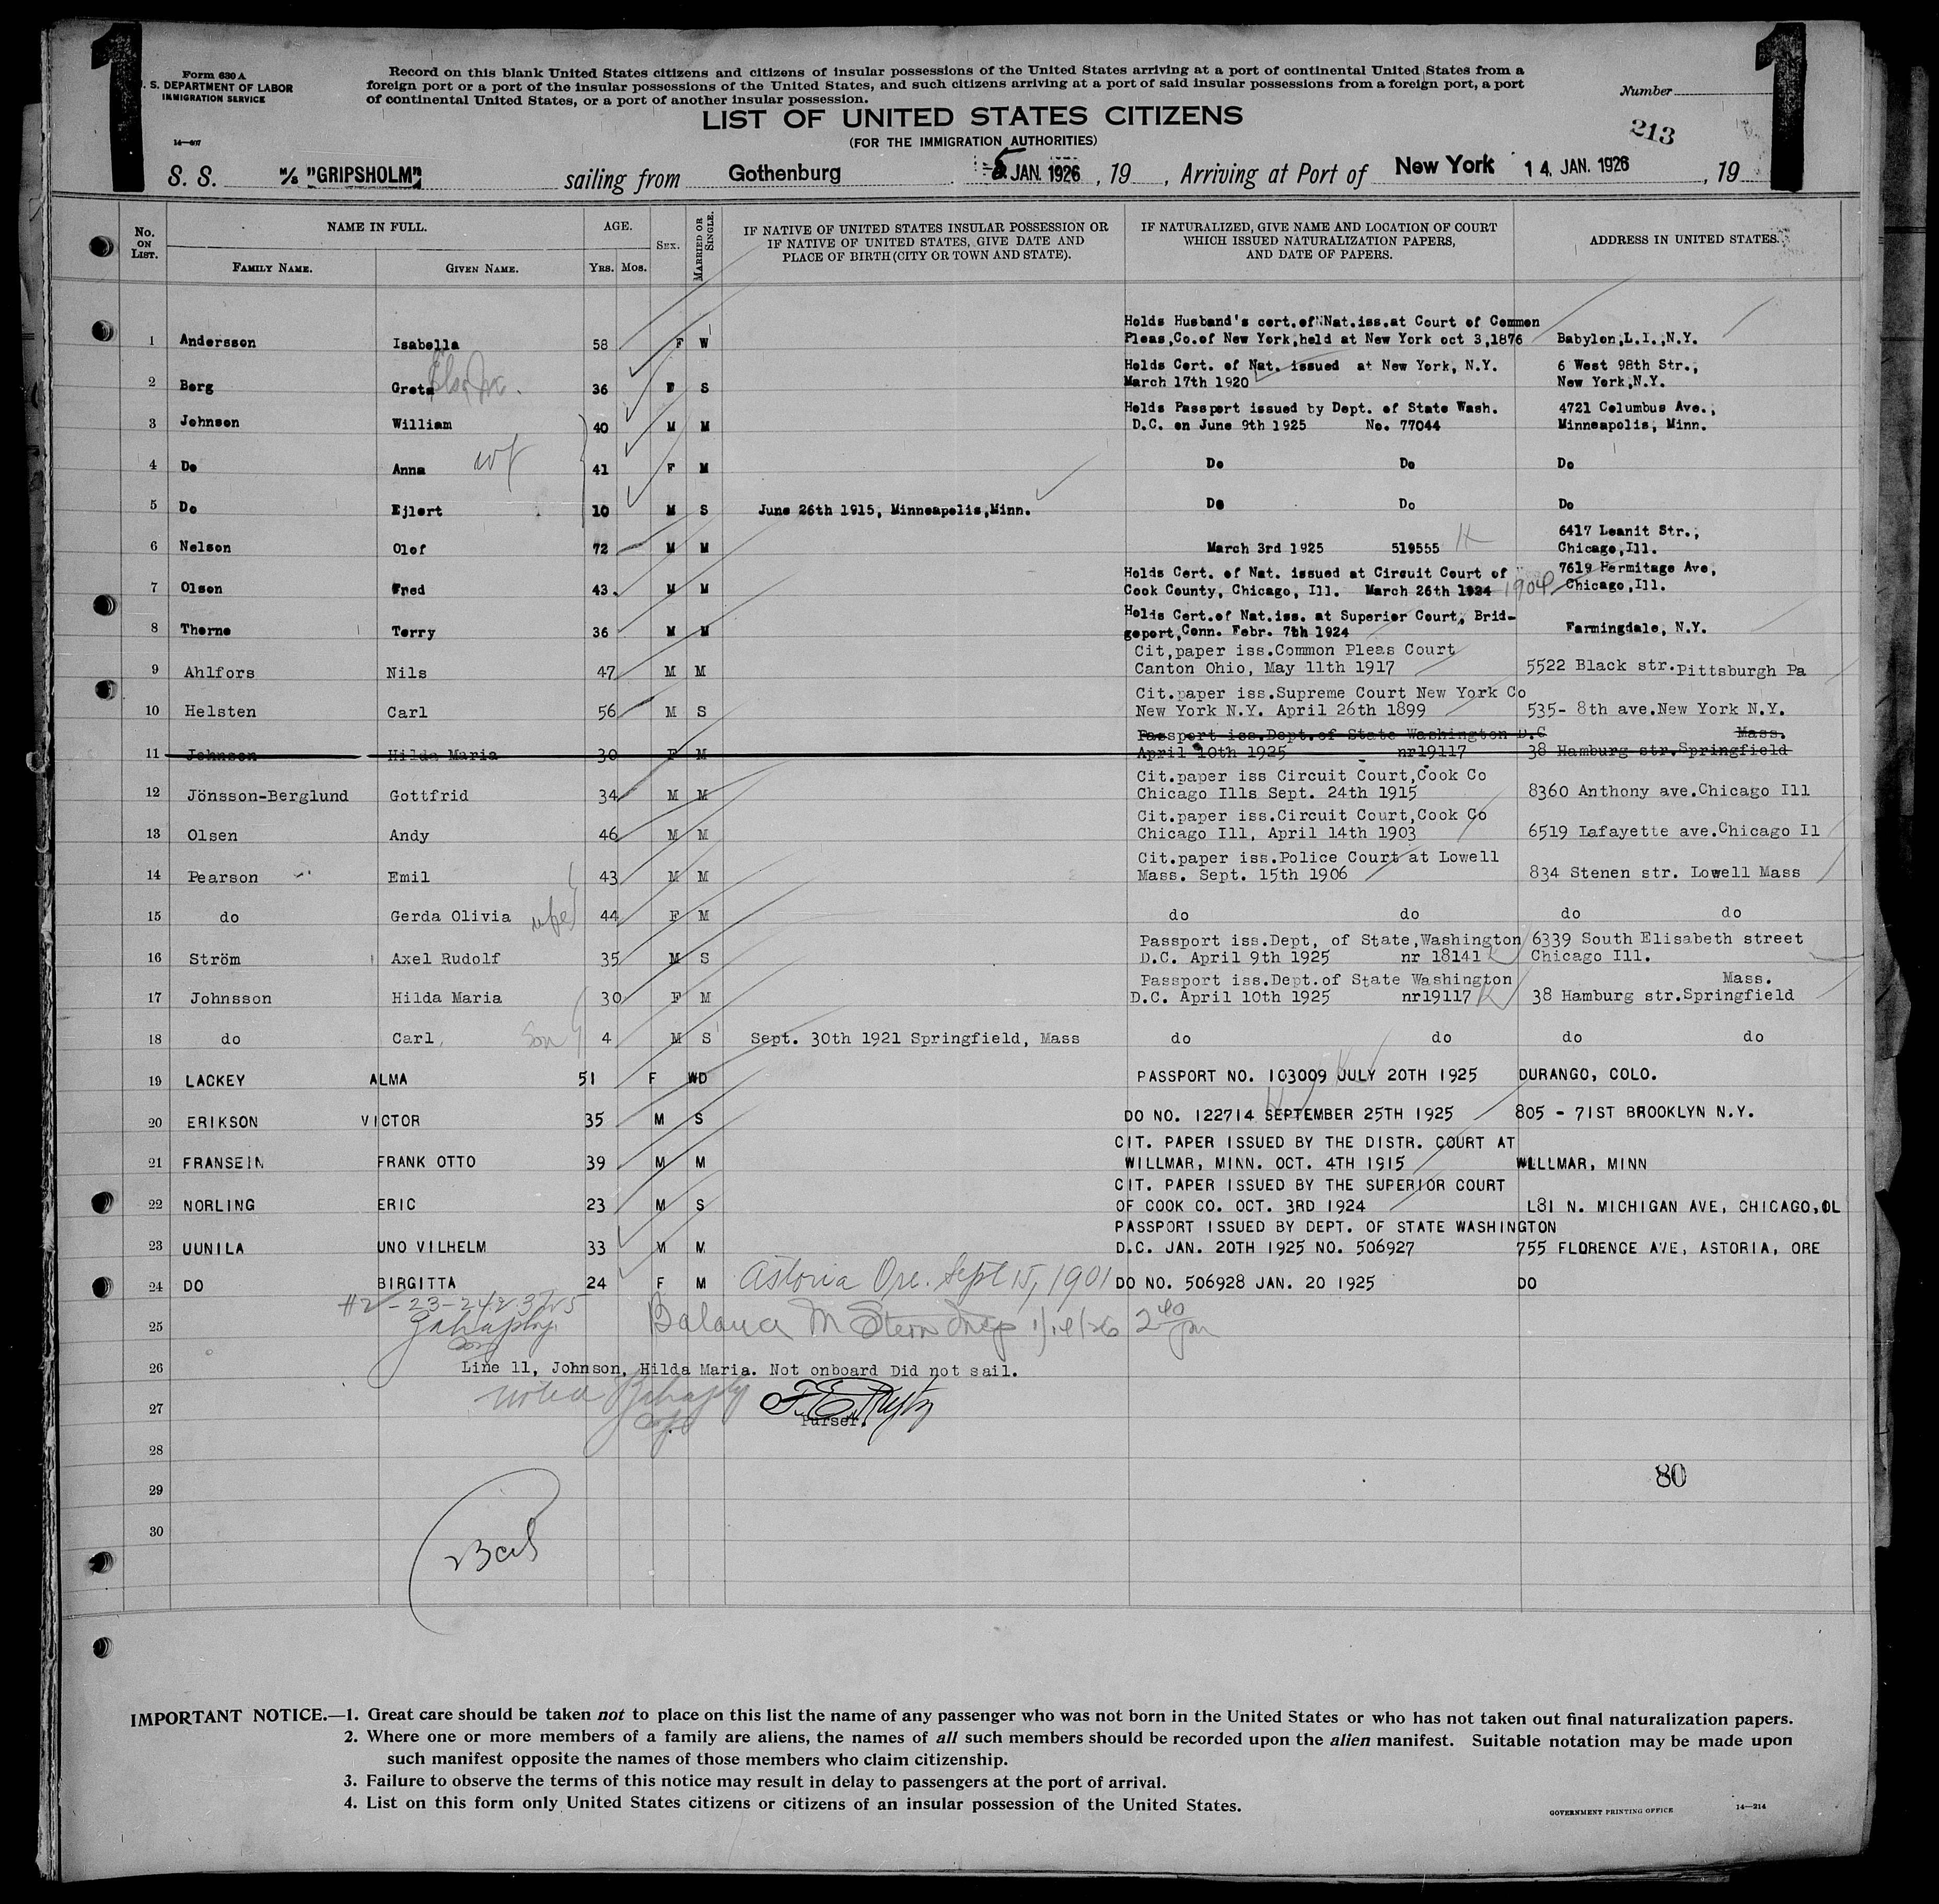 1
1
Form 630 A
U. S. DEPARTMENT OF LABOR
IMMIGRATION SERVICE
14—407
Record on this blank United States citizens and citizens of insular possessions of the United States arriving at a port of continental United States from a
foreign port or a port of the insular possessions of the United States, and such citizens arriving at a port of said insular possessions from a foreign port, a port
of continental United States, or a port of another insular possession.
Number
LIST OF UNITED STATES CITIZENS
(FOR THE IMMIGRATION AUTHORITIES)
213
S. S. M/S "GRIPSHOLM" sailing from Gothenburg 5 JAN. 1926, 19 , Arriving at Port of New York 14. JAN. 1926, 19
No. ON LIST. NAME IN FULL. AGE. SEX. MARRIED OR SINGLE. IF NATIVE OF UNITED STATES INSULAR POSSESSION OR IF NATIVE OF UNITED STATES, GIVE DATE AND PLACE OF BIRTH (CITY OR TOWN AND STATE). IF NATURALIZED, GIVE NAME AND LOCATION OF COURT WHICH ISSUED NATURALIZATION PAPERS, AND DATE OF PAPERS. ADDRESS IN UNITED STATES.
FAMILY NAME. GIVEN NAME. YRS. MOS.
Holds Husband's cert.of Nat.iss.at Court of Common
1 Andersson Isabella 58 F W Pleas,Co.of New York,held at New York oct 3,1876 Babylon,L.I.,N.Y.
Holds Cert. of Nat. issued at New York, N.Y. 6 West 98th Str.,
2 Berg Greta 36 F S March 17th 1920 New York,N.Y.
Holds Passport issued by Dept. of State Wash. 4721 Columbus Ave.,
3 Johnson William 40 M M D.C. on June 9th 1925 No. 77044 Minneapolis, Minn.
4 Do Anna wf 41 F M Do Do Do
5 Do Ejlert 10 M S June 26th 1915, Minneapolis,Minn. Do Do Do
6417 Leanit Str.,
6 Nelson Olof 72 M M March 3rd 1925 519555 Chicago,Ill.
Holds Cert. of Nat. issued at Circuit Court of 7619 Hermitage Ave,
7 Olson Fred 43 M M Cook County, Chicago, Ill. March 26th 1924 1904 Chicago,Ill.
Holds Cert.of Nat.iss. at Superior Court, Brid-
8 Thorne Terry 36 M M geport,Conn. Febr. 7th 1924 Farmingdale, N.Y.
Cit,paper iss.Common Pleas Court
9 Ahlfors Nils 47 M M Canton Ohio, May 11th 1917 5522 Black str.Pittsburgh Pa
Cit.paper iss.Supreme Court New York Co
10 Helsten Carl 56 M S New York N.Y. April 26th 1899 535- 8th ave.New York N.Y.
Passport iss.Dept.of State Washington D.C Mass.
11 Johnson Hilda Maria 30 F M April 10th 1925 nr19117 38 Hamburg str.Springfield
Cit.paper iss Circuit Court,Cook Co
12 Jönsson-Berglund Gottfrid 34 M M Chicago Ills Sept. 24th 1915 8360 Anthony ave.Chicago Ill
Cit.paper iss.Circuit Court,Cook Co
13 Olsen Andy 46 M M Chicago Ill, April 14th 1903 6519 Lafayette ave.Chicago Il
Cit.paper iss.Police Court at Lowell
14 Pearson Emil 43 M M Mass. Sept. 15th 1906 834 Stenen str. Lowell Mass
15 do Gerda Olivia wife 44 F M do do do do
Passport iss.Dept, of State,Washington 6339 South Elisabeth street
16 Ström Axel Rudolf 35 M S D.C. April 9th 1925 nr 18141 Chicago Ill.
Passport iss.Dept.of State Washington Mass.
17 Johnsson Hilda Maria 30 F M D.C. April 10th 1925 nr19117 38 Hamburg str.Springfield
18 do Carl, Son 4 M S Sept. 30th 1921 Springfield, Mass do do do do
19 LACKEY ALMA 51 F WD PASSPORT NO. 103009 JULY 20TH 1925 DURANGO, COLO.
20 ERIKSON VICTOR 35 M S DO NO. 122714 SEPTEMBER 25TH 1925 805 - 71ST BROOKLYN N.Y.
CIT. PAPER ISSUED BY THE DISTR. COURT AT
21 FRANSEIN FRANK OTTO 39 M M WILLMAR, MINN. OCT. 4TH 1915 WLLLMAR, MINN
CIT. PAPER ISSUED BY THE SUPERIOR COURT
22 NORLING ERIC 23 M S OF COOK CO. OCT. 3RD 1924 L81 N. MICHIGAN AVE, CHICAGO,OL
PASSPORT ISSUED BY DEPT. OF STATE WASHINGTON
23 UUNILA UNO VILHELM 33 M M D.C. JAN. 20TH 1925 NO. 506927 755 FLORENCE AVE, ASTORIA, ORE
24 DO BIRGITTA 24 F M Astoria Ore. Sept 15, 1901 DO NO. 506928 JAN. 20 1925 DO
25 Balance M Stern Insp 1/14/26 2 40 pm
26 Line 11, Johnson, Hilda Maria. Not onboard Did not sail.
27 noted
Purser.
28
29 80
30
IMPORTANT NOTICE.—1. Great care should be taken not to place on this list the name of any passenger who was not born in the United States or who has not taken out final naturalization papers.
2. Where one or more members of a family are aliens, the names of all such members should be recorded upon the alien manifest. Suitable notation may be made upon
such manifest opposite the names of those members who claim citizenship.
3. Failure to observe the terms of this notice may result in delay to passengers at the port of arrival.
4. List on this form only United States citizens or citizens of an insular possession of the United States.
GOVERNMENT PRINTING OFFICE 14—214